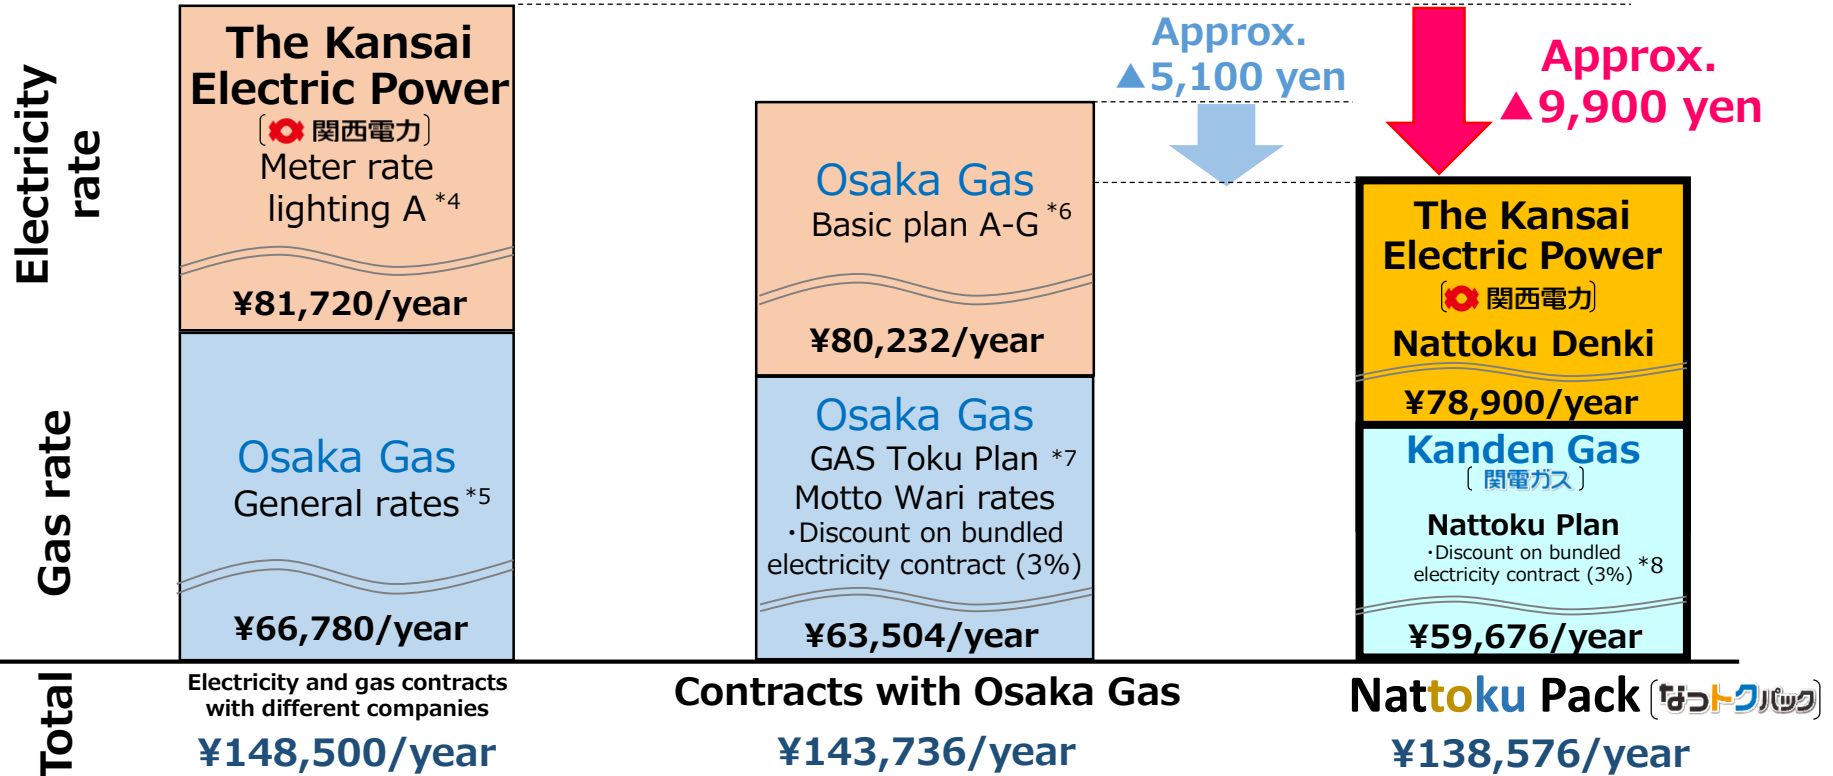 Electricity
rate
Gas rate
Total
The Kansai
Electric Power
[関西電力]
Meter rate
lighting A *4
¥81,720/year
Osaka Gas
General rates *5
¥66,780/year
Electricity and gas contracts
with different companies
¥148,500/year
Osaka Gas
Basic plan A-G *6
¥80,232/year
Osaka Gas
GAS Toku Plan *7
Motto Wari rates
・Discount on bundled
electricity contract (3%)
¥63,504/year
Contracts with Osaka Gas
¥143,736/year
Approx.
▲5,100 yen
Approx.
▲9,900 yen
The Kansai
Electric Power
[関西電力]
Nattoku Denki
¥78,900/year
Kanden Gas
[関電ガス]
Nattoku Plan
・Discount on bundled
electricity contract (3%) *8
¥59,676/year
Nattoku Pack [なっトクパック]
¥138,576/year